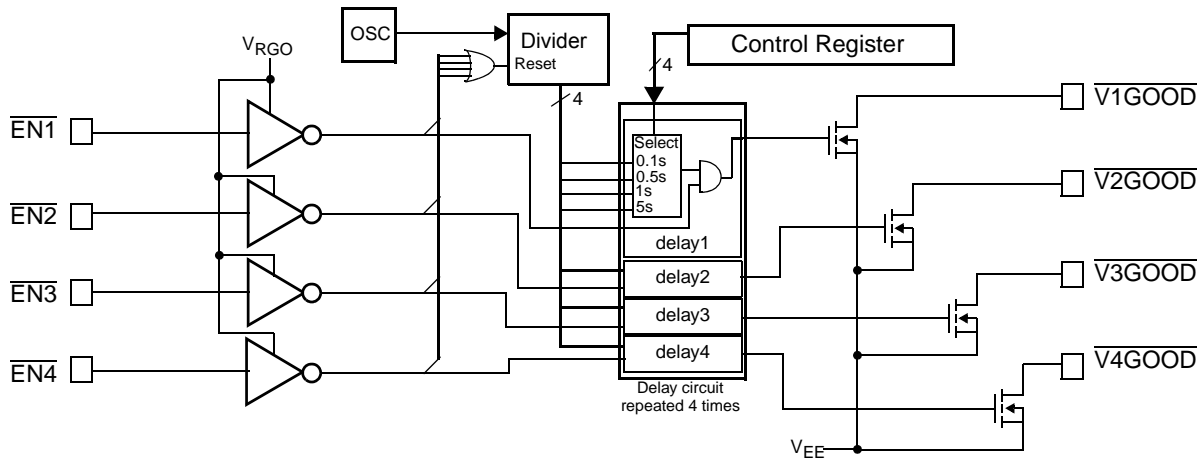 OSC
Divider
Reset
4
Control Register
4
VRGO
EN1
EN2
EN3
EN4
Select
0.1s
0.5s
1s
5s
delay1
delay2
delay3
delay4
Delay circuit
repeated 4 times
V1GOOD
V2GOOD
V3GOOD
V4GOOD
VEE